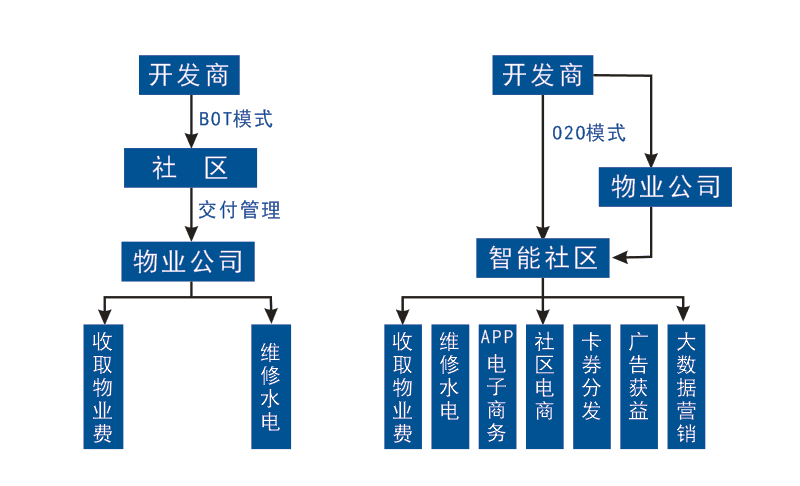 开发商
BOT模式
社 区
交付管理
物业公司
收取物业费
维修水电
开发商
O2O模式
物业公司
智能社区
收取物业费
维修水电
APP电子商务
社区电商
卡券分发
广告获益
大数据营销